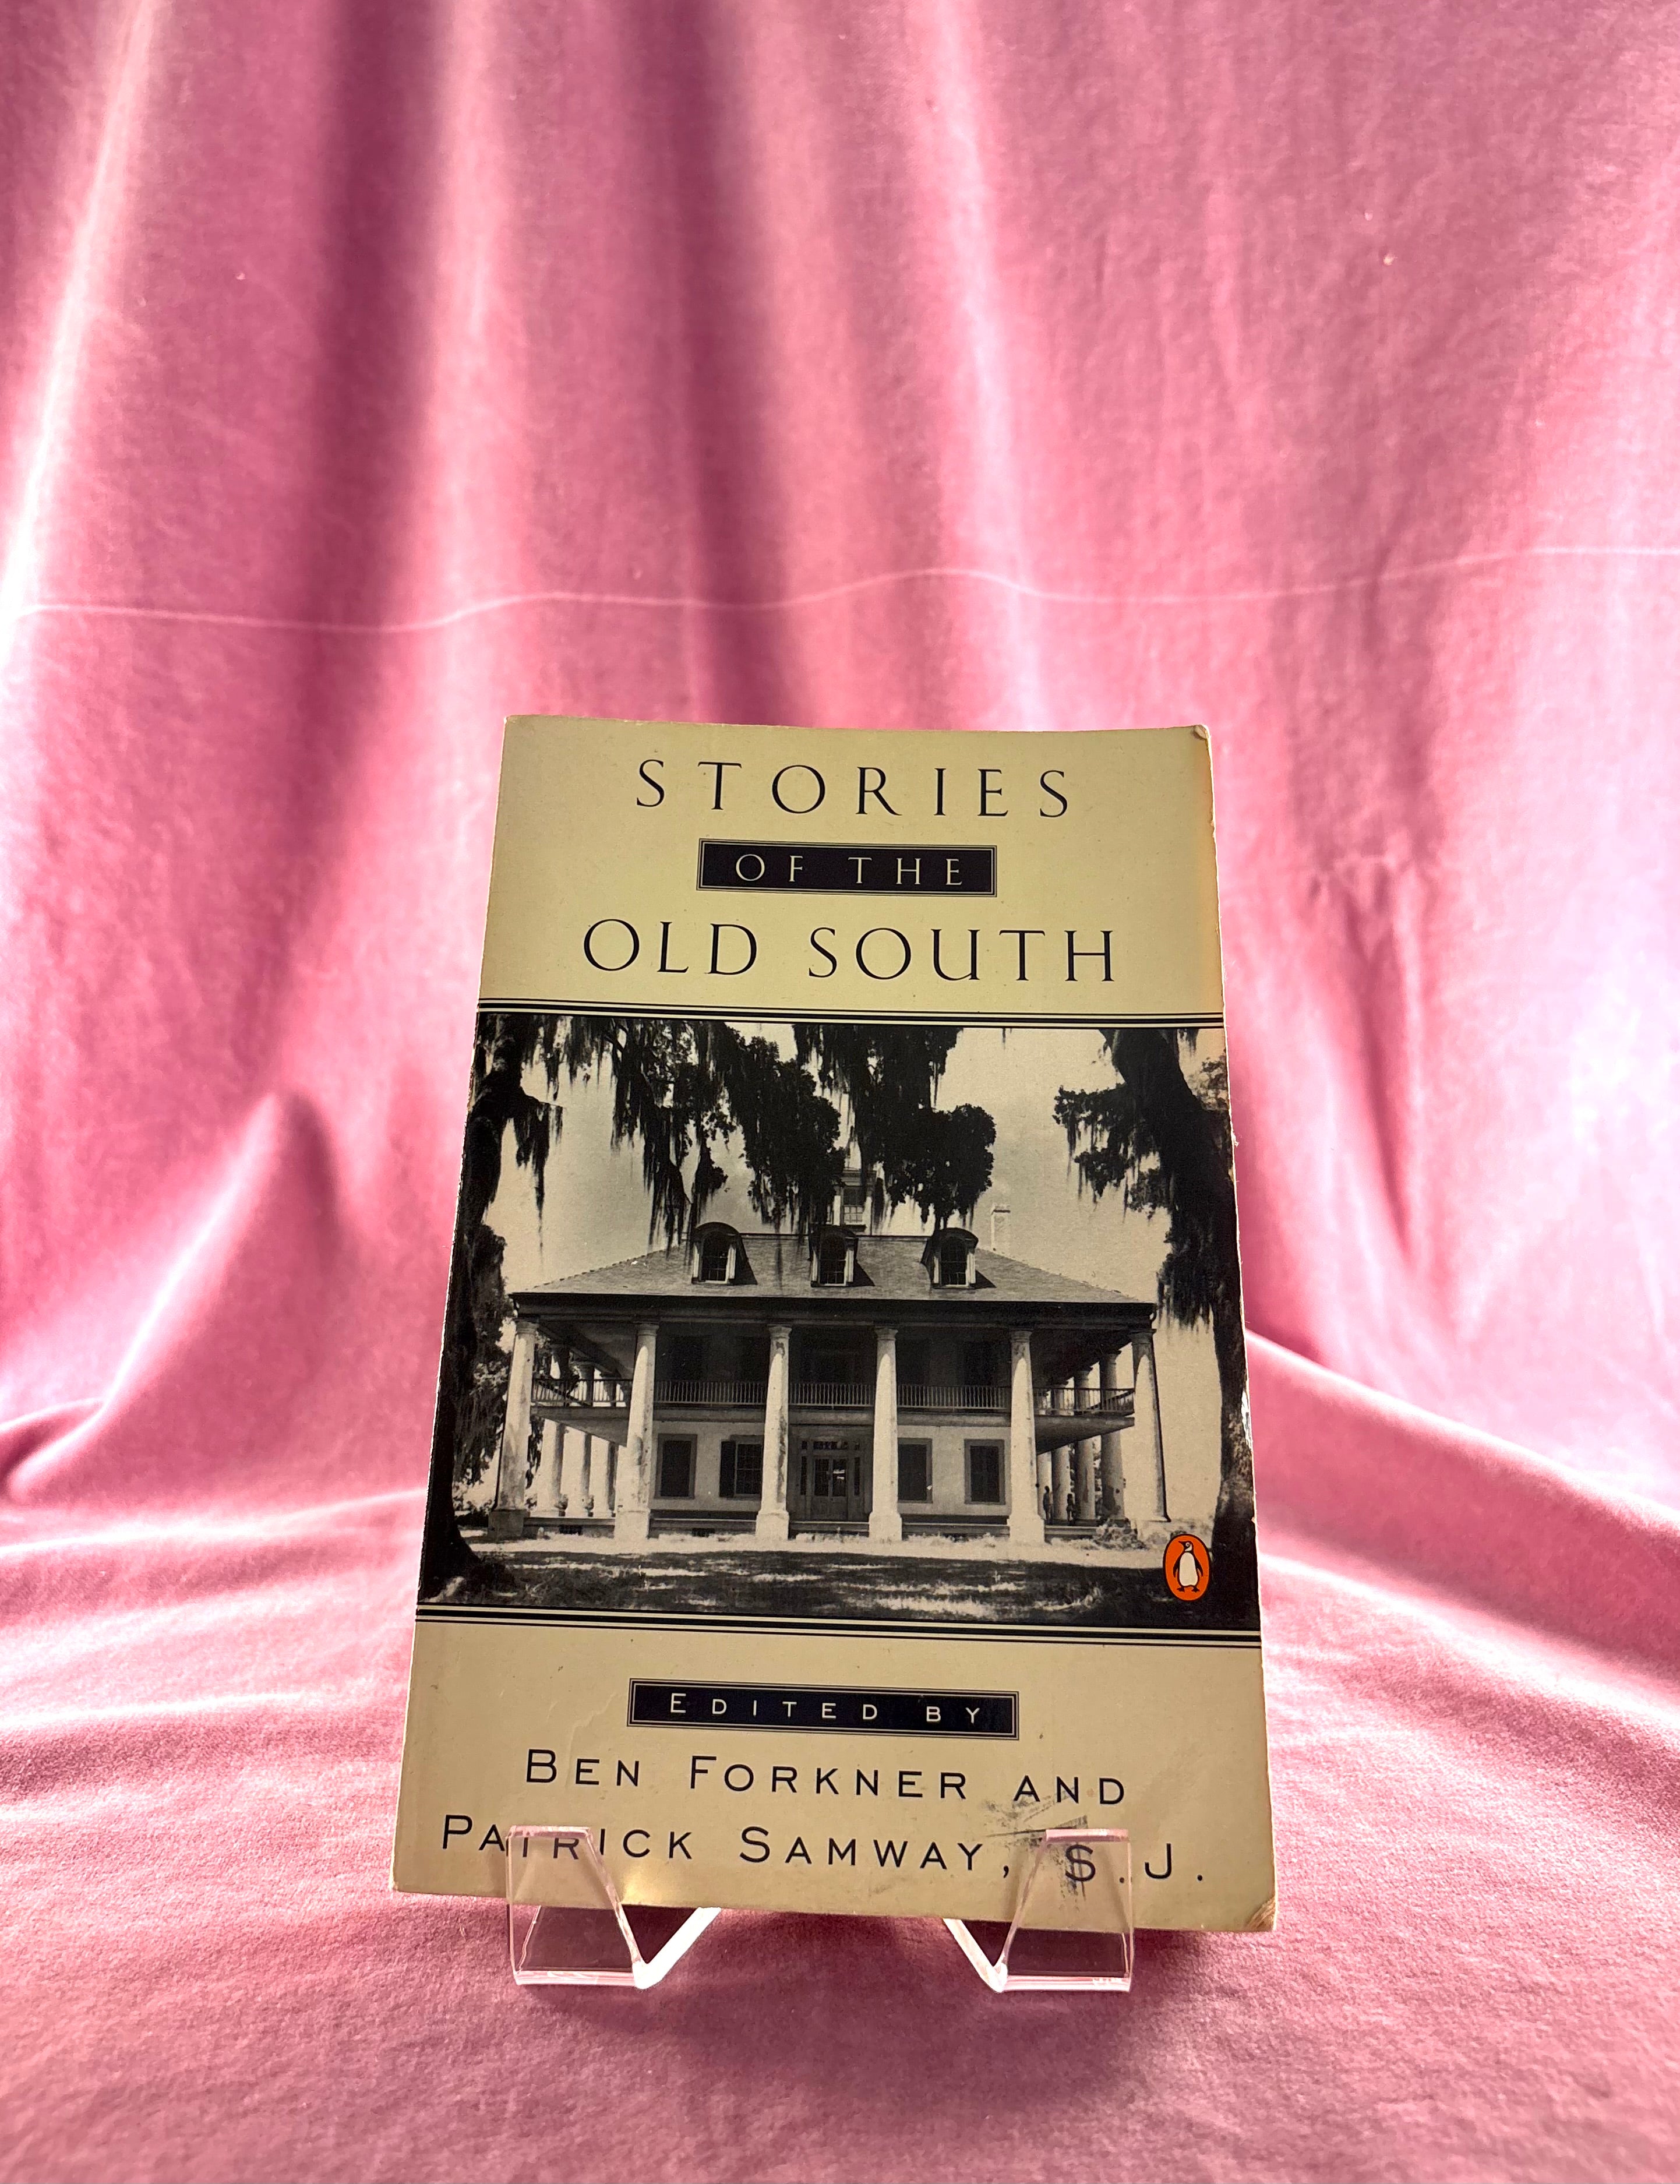 STORIES
OF THE
OLD SOUTH
EDITED BY
BEN FORKNER AND
PATRICK SAMWAY, S.J.